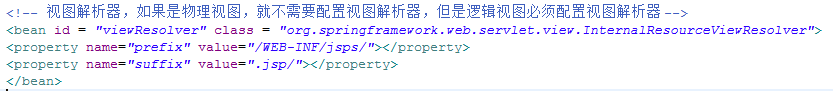 <!-- 视图解析器，如果是物理视图，就不需要配置视图解析器，但是逻辑视图必须配置视图解析器-->
<bean id = "viewResolver" class = "org.springframework.web.servlet.view.InternalResourceViewResolver">
<property name="prefix" value="/WEB-INF/jsps/"></property>
<property name="suffix" value=".jsp/"></property>
</bean>